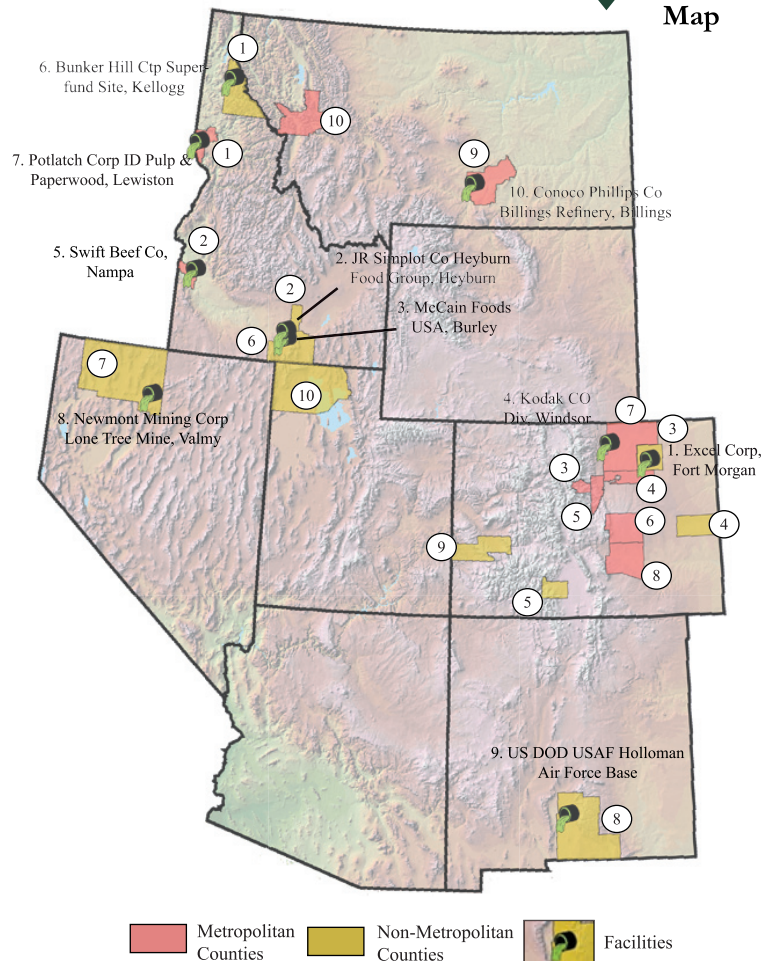 Map
1
6. Bunker Hill Ctp Super-
fund Site, Kellogg
10
1
7. Potlatch Corp ID Pulp &
Paperwood, Lewiston
9
10. Conoco Phillips Co
Billings Refinery, Billings
2
5. Swift Beef Co,
Nampa
2. JR Simplot Co Heyburn
Food Group, Heyburn
2
3. McCain Foods
USA, Burley
6
7
10
8. Newmont Mining Corp
Lone Tree Mine, Valmy
4. Kodak CO
Div, Windsor
7
3
1. Excel Corp,
Fort Morgan
3
4
5
6
4
9
8
5
9. US DOD USAF Holloman
Air Force Base
8
Metropolitan
Counties
Non-Metropolitan
Counties
Facilities